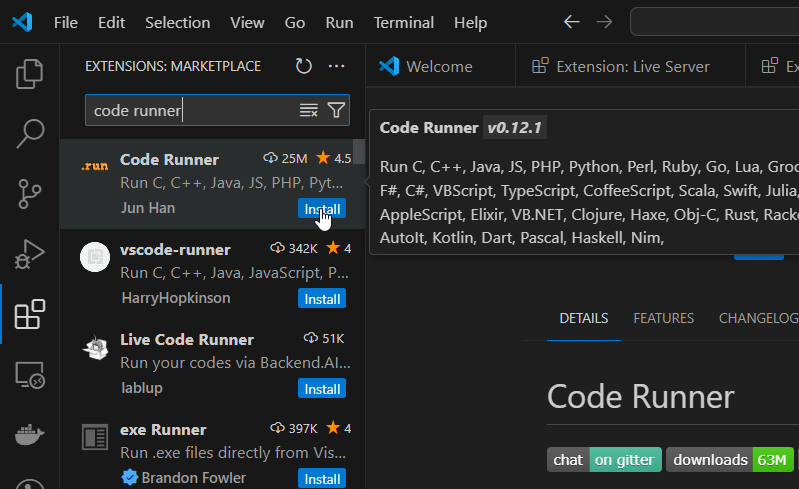 File Edit Selection View Go Run Terminal Help
EXTENSIONS: MARKETPLACE
Welcome
Extension: Live Server
code runner
.run
Code Runner
25M 4.5
Run C, C++, Java, JS, PHP, Pyt...
Jun Han
Install
vscode-runner
342K 4
Run C, C++, Java, JavaScript, P...
HarryHopkinson
Install
Live Code Runner
51K
Run your codes via Backend.AI...
lablup
Install
exe Runner
397K 4
Run .exe files directly from Vis...
Brandon Fowler
Install
Code Runner v0.12.1
Run C, C++, Java, JS, PHP, Python, Perl, Ruby, Go, Lua, Groo
F#, C#, VBScript, TypeScript, CoffeeScript, Scala, Swift, Julia,
AppleScript, Elixir, VB.NET, Clojure, Haxe, Obj-C, Rust, Racke
AutoIt, Kotlin, Dart, Pascal, Haskell, Nim,
DETAILS FEATURES CHANGELOG
Code Runner
chat on gitter downloads 63M